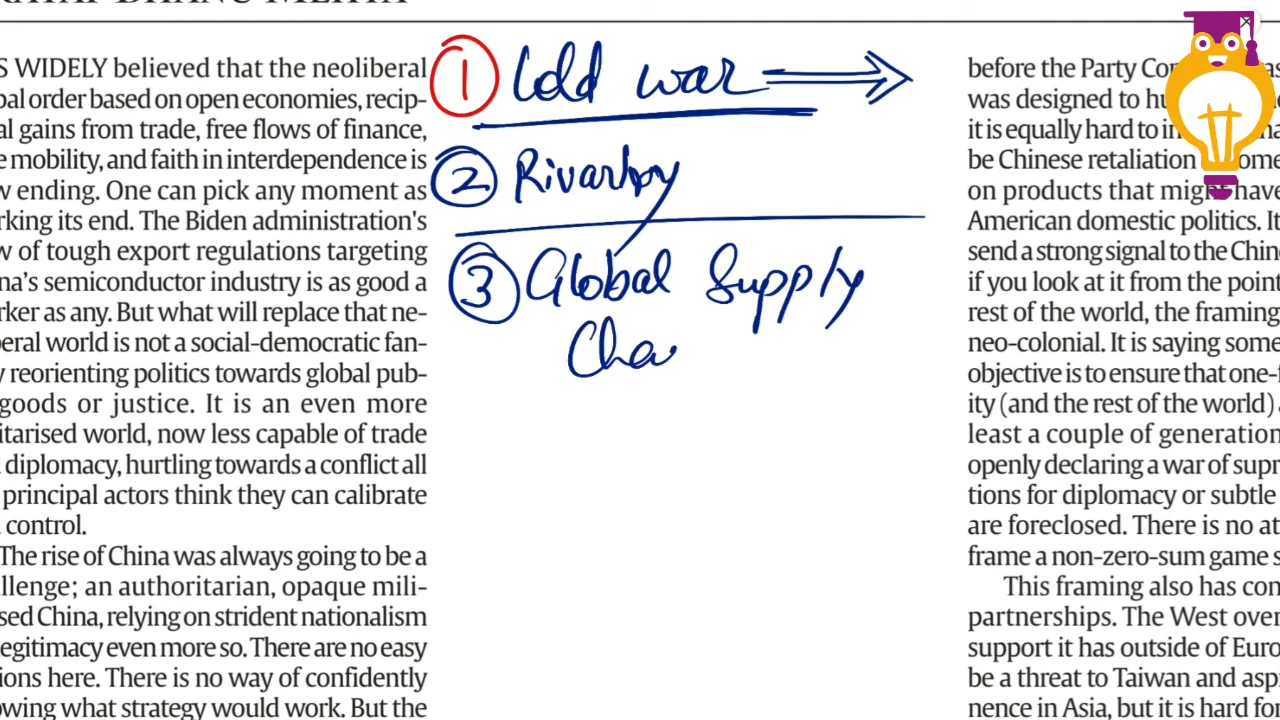 PRATAP BHANU MEHTA
S WIDELY believed that the neoliberal
bal order based on open economies, recip-
al gains from trade, free flows of finance,
e mobility, and faith in interdependence is
w ending. One can pick any moment as
rking its end. The Biden administration's
w of tough export regulations targeting
na's semiconductor industry is as good a
rker as any. But what will replace that ne-
beral world is not a social-democratic fan-
y reorienting politics towards global pub-
goods or justice. It is an even more
itarised world, now less capable of trade
diplomacy, hurtling towards a conflict all
principal actors think they can calibrate
control.
The rise of China was always going to be a
llenge; an authoritarian, opaque mili-
sed China, relying on strident nationalism
legitimacy even more so. There are no easy
ions here. There is no way of confidently
owing what strategy would work. But the
1 Cold war ⇒
2 Rivarlry
3 Global Supply
Cha
before the Party Con
was designed to hu
it is equally hard to i
be Chinese retaliation
on products that might have
American domestic politics. It
send a strong signal to the Chin
if you look at it from the point
rest of the world, the framing
neo-colonial. It is saying some
objective is to ensure that one-f
ity (and the rest of the world)
least a couple of generation
openly declaring a war of supr
tions for diplomacy or subtle
are foreclosed. There is no at
frame a non-zero-sum game s
This framing also has con
partnerships. The West over
support it has outside of Euro
be a threat to Taiwan and aspi
nence in Asia, but it is hard for